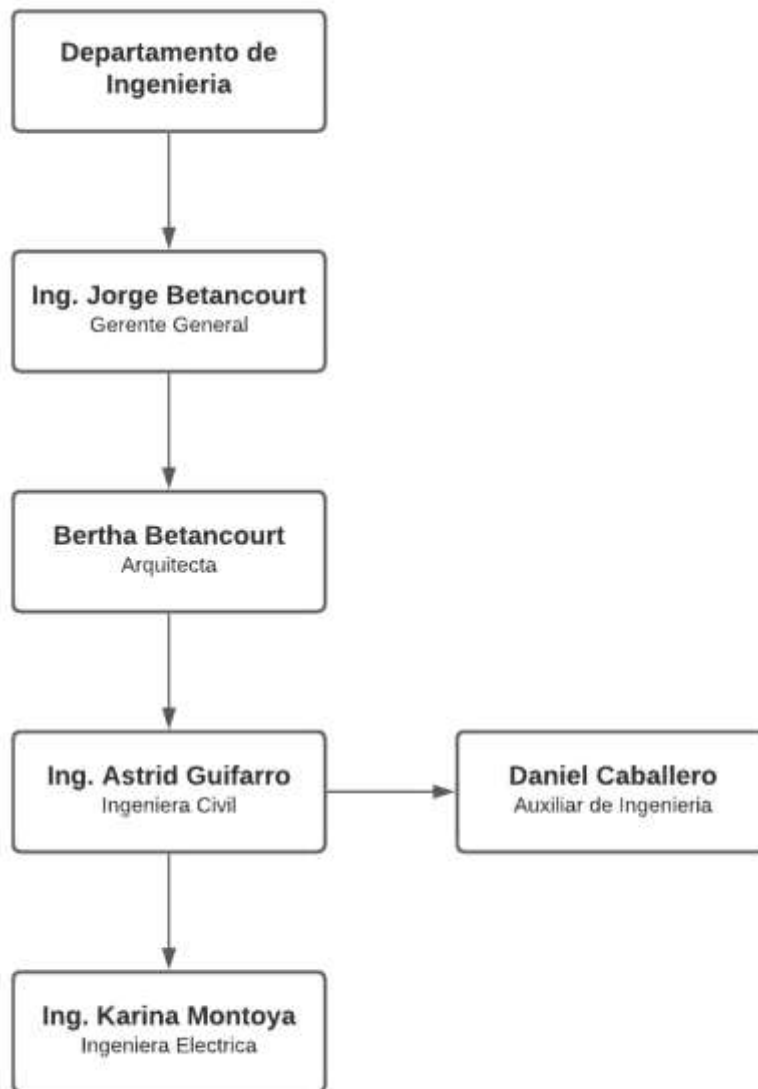 Departamento de
Ingenieria
Ing. Jorge Betancourt
Gerente General
Bertha Betancourt
Arquitecta
Ing. Astrid Guifarro
Ingeniera Civil
Daniel Caballero
Auxiliar de Ingenieria
Ing. Karina Montoya
Ingeniera Electrica